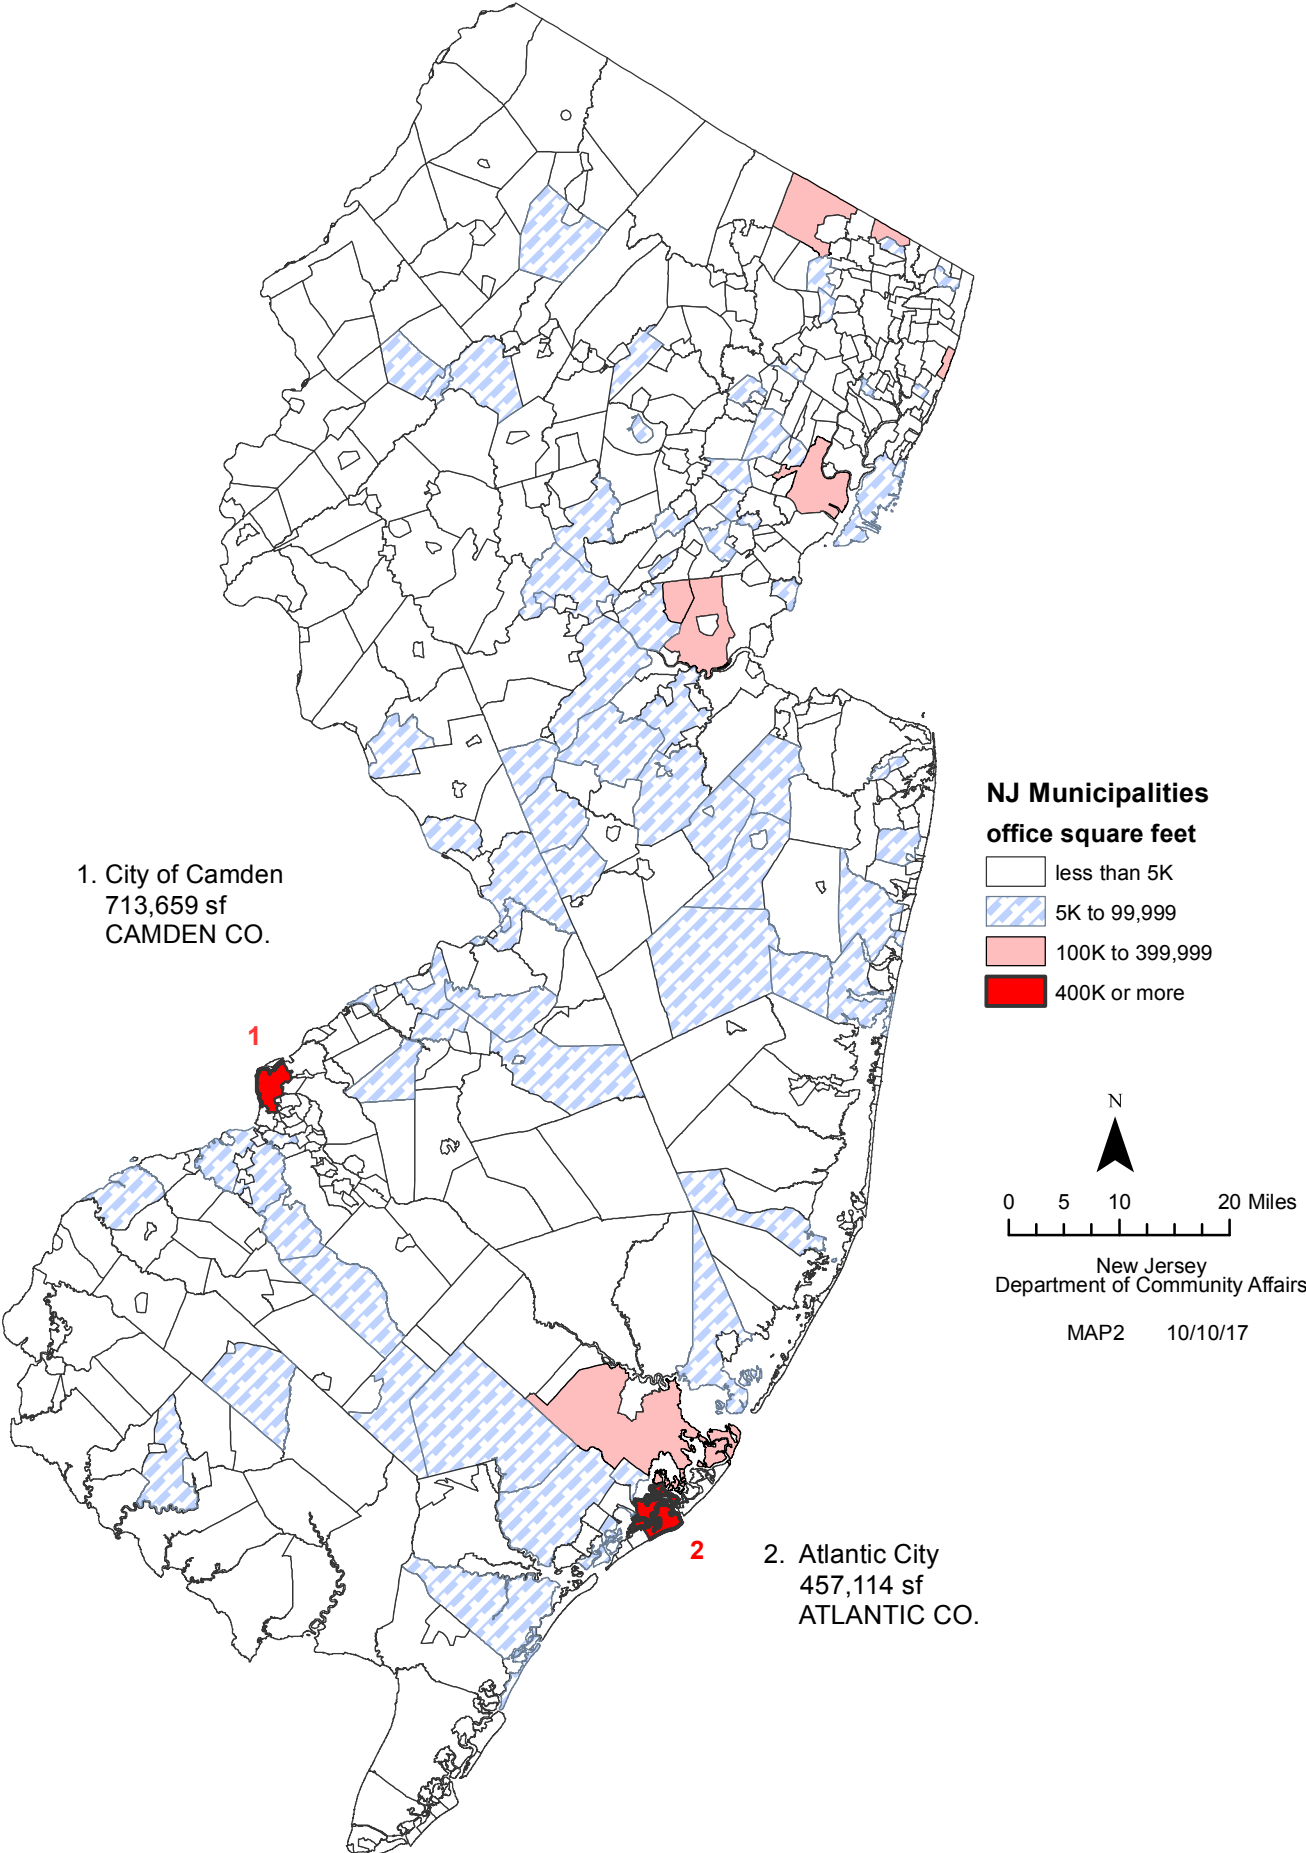 NJ Municipalities
office square feet
less than 5K
5K to 99,999
100K to 399,999
400K or more
1. City of Camden
713,659 sf
CAMDEN CO.
1
N
0 5 10 20 Miles
New Jersey
Department of Community Affairs
MAP2 10/10/17
2
2. Atlantic City
457,114 sf
ATLANTIC CO.